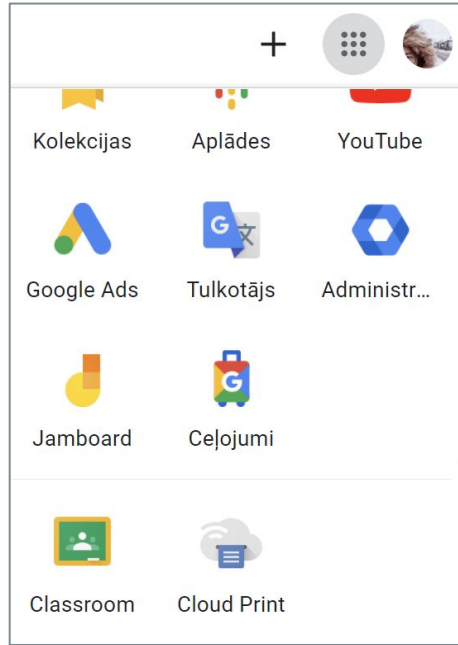 Kolekcijas Aplādes YouTube
Google Ads Tulkotājs Administr...
Jamboard Ceļojumi
Classroom Cloud Print